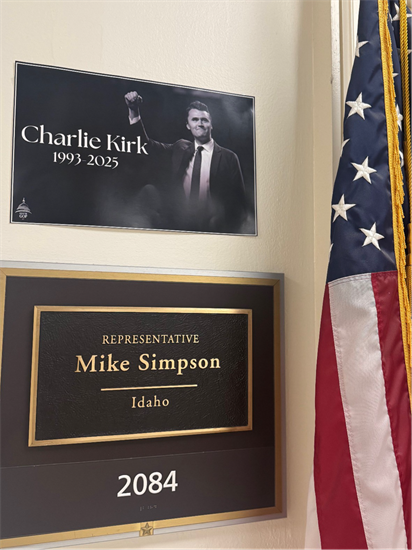 Charlie Kirk
1993-2025
REPRESENTATIVE
Mike Simpson
Idaho
2084